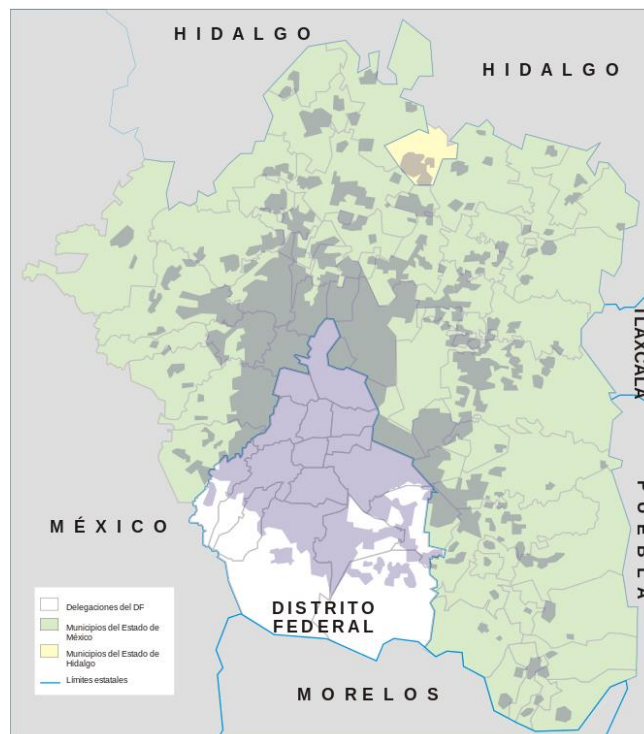 HIDALGO
HIDALGO
TLAXCALA
PUEBLA
MÉXICO
DISTRITO
FEDERAL
MORELOS
Delegaciones del DF
Municipios del Estado de
México
Municipios del Estado de
Hidalgo
Límites estatales